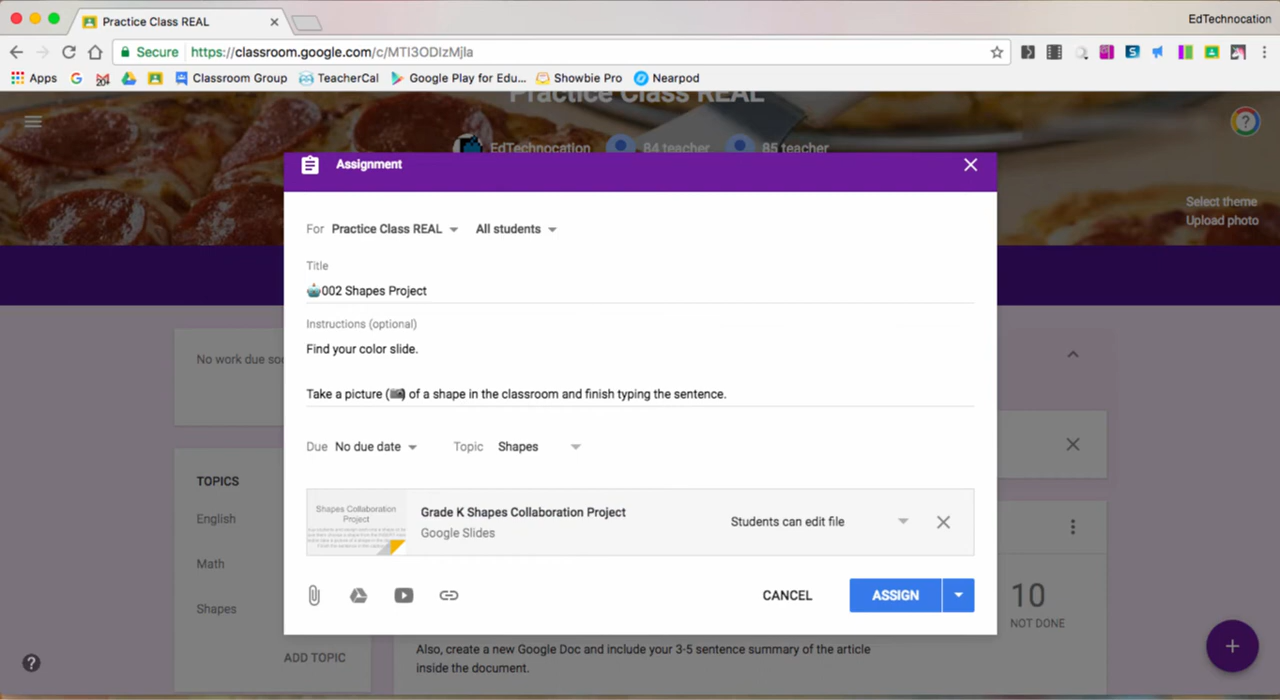 Practice Class REAL
EdTechnocation
Secure https://classroom.google.com/c/MTI3ODIzMjla
Apps Classroom Group TeacherCal Google Play for Edu... Showbie Pro Nearpod
Practice Class REAL
EdTechnocation 84 teacher 85 teacher
Select theme
Upload photo
Assignment
For Practice Class REAL All students
Title
002 Shapes Project
Instructions (optional)
Find your color slide.
Take a picture ( ) of a shape in the classroom and finish typing the sentence.
Due No due date Topic Shapes
Shapes Collaboration
Project
Grade K Shapes Collaboration Project
Google Slides
Students can edit file
CANCEL ASSIGN
No work due soo
TOPICS
English
Math
Shapes
ADD TOPIC
10
NOT DONE
Also, create a new Google Doc and include your 3-5 sentence summary of the article
inside the document.